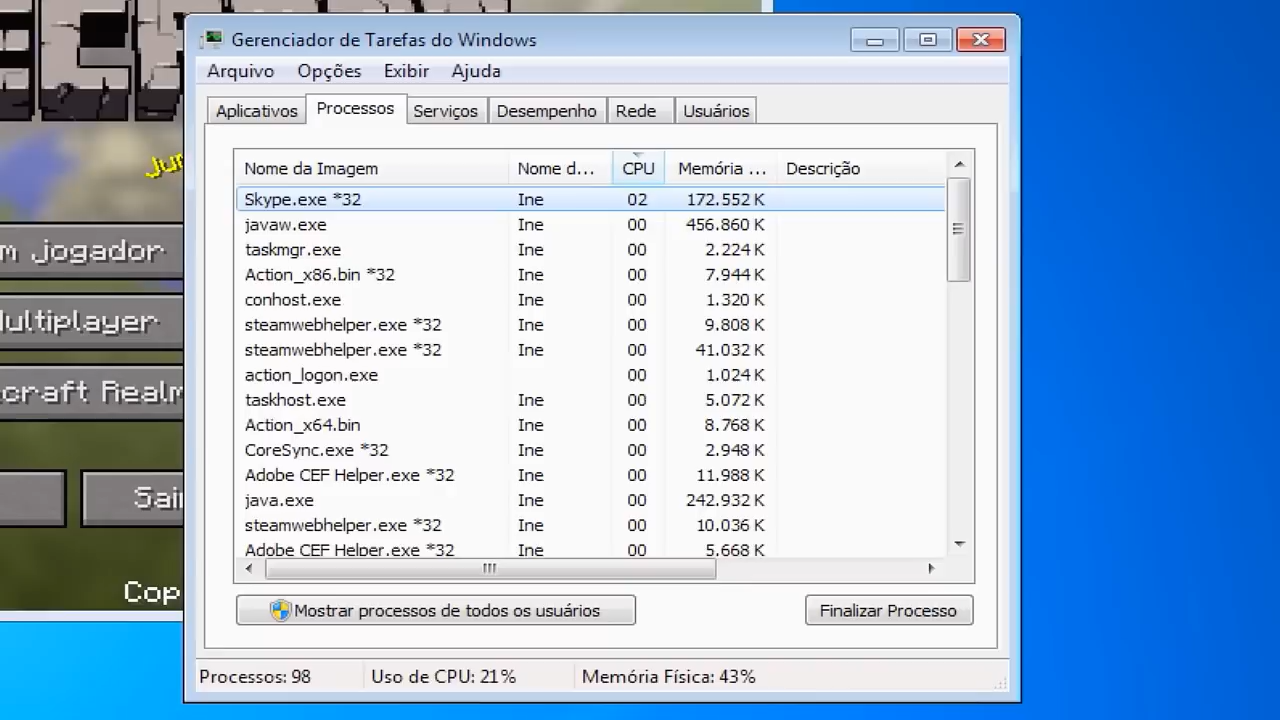 Gerenciador de Tarefas do Windows
Arquivo Opções Exibir Ajuda
Aplicativos Processos Serviços Desempenho Rede Usuários
Nome da Imagem Nome d... CPU Memória ... Descrição
Skype.exe *32 Ine 02 172.552 K
javaw.exe Ine 00 456.860 K
taskmgr.exe Ine 00 2.224 K
Action_x86.bin *32 Ine 00 7.944 K
conhost.exe Ine 00 1.320 K
steamwebhelper.exe *32 Ine 00 9.808 K
steamwebhelper.exe *32 Ine 00 41.032 K
action_logon.exe 00 1.024 K
taskhost.exe Ine 00 5.072 K
Action_x64.bin Ine 00 8.768 K
CoreSync.exe *32 Ine 00 2.948 K
Adobe CEF Helper.exe *32 Ine 00 11.988 K
java.exe Ine 00 242.932 K
steamwebhelper.exe *32 Ine 00 10.036 K
Adobe CEF Helper.exe *32 Ine 00 5.668 K
Mostrar processos de todos os usuários Finalizar Processo
Processos: 98 Uso de CPU: 21% Memória Física: 43%
m jogador
ultiplayer
craft Realm
Sair
Cop